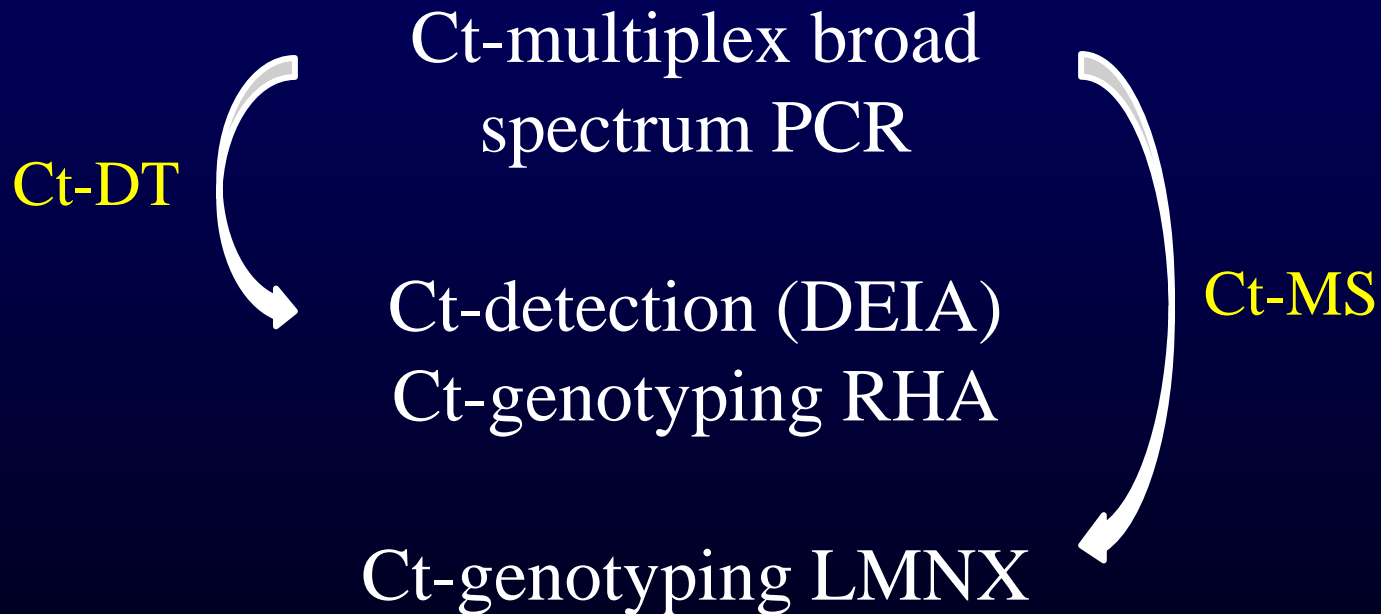 Ct-multiplex broad
spectrum PCR
Ct-DT
Ct-detection (DEIA)
Ct-MS
Ct-genotyping RHA
Ct-genotyping LMNX